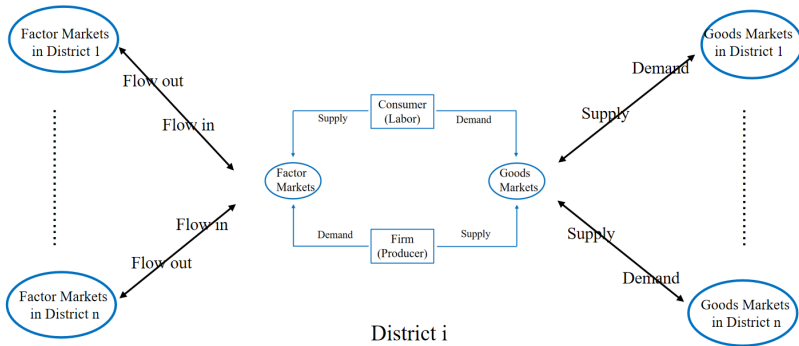 Factor Markets
in District 1
Flow out
Flow in
Flow in
Flow out
Factor Markets
in District n
Consumer
(Labor)
Supply
Demand
Factor
Markets
Goods
Markets
Demand
Supply
Firm
(Producer)
District i
Goods Markets
in District 1
Demand
Supply
Supply
Demand
Goods Markets
in District n